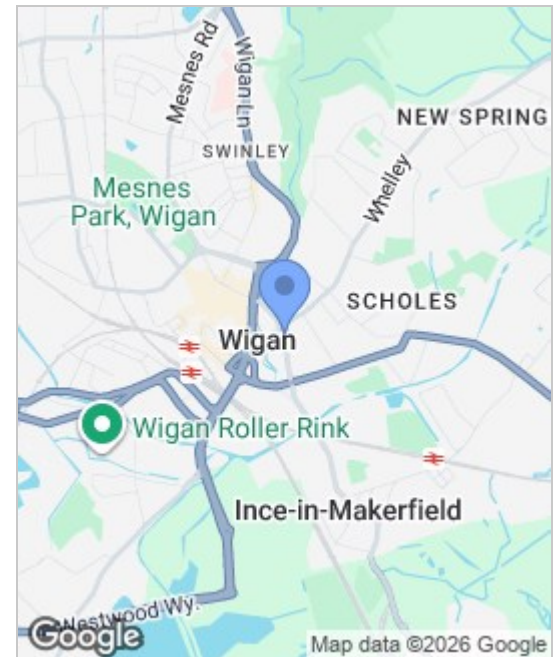 Mesnes Rd
Wigan Ln
NEW SPRING
SWINLEY
Whelley
Mesnes
Park, Wigan
SCHOLES
Wigan
Wigan Roller Rink
Ince-in-Makerfield
Westwood Wy.
Google
Map data ©2026 Google